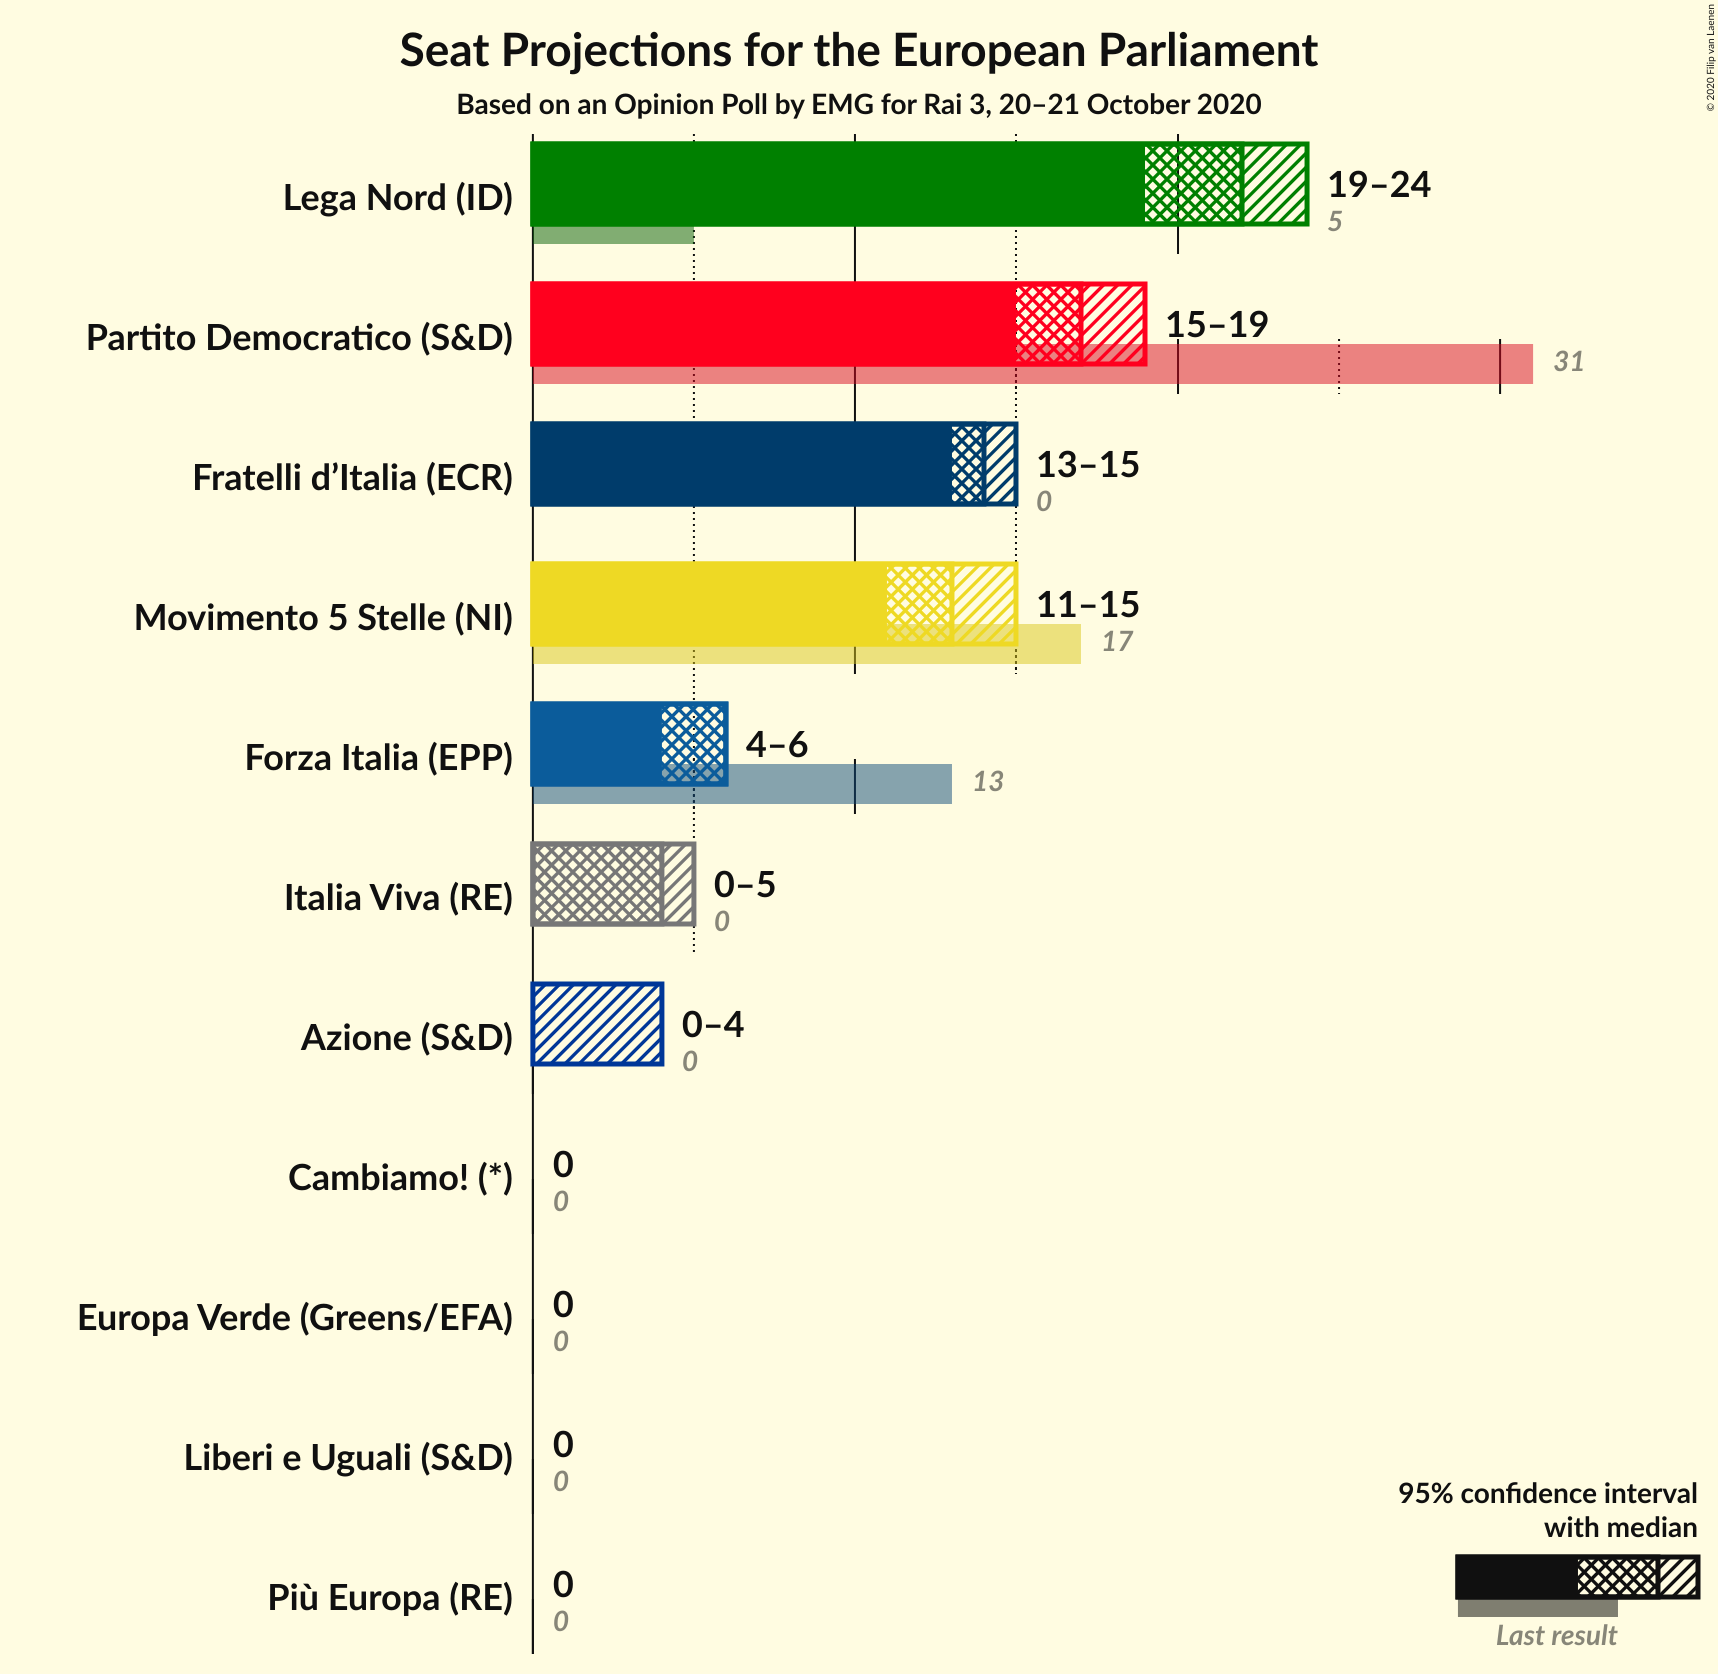 Seat Projections for the European Parliament
Based on an Opinion Poll by EMG for Rai 3, 20–21 October 2020
© 2020 Filip van Laenen
Lega Nord (ID)
19–24
5
Partito Democratico (S&D)
15–19
31
Fratelli d’Italia (ECR)
13–15
0
Movimento 5 Stelle (NI)
11–15
17
Forza Italia (EPP)
4–6
13
Italia Viva (RE)
0–5
0
Azione (S&D)
0–4
0
Cambiamo! (*)
0
0
Europa Verde (Greens/EFA)
0
0
Liberi e Uguali (S&D)
0
0
Più Europa (RE)
0
0
95% confidence interval
with median
Last result